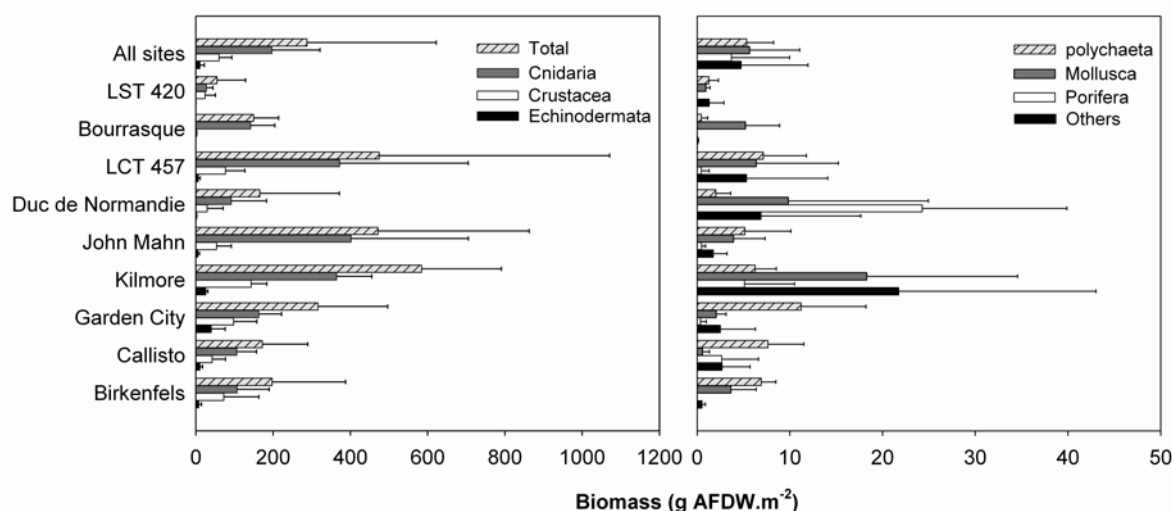 All sites
LST 420
Bourrasque
LCT 457
Duc de Normandie
John Mahn
Kilmore
Garden City
Callisto
Birkenfels
Total
Cnidaria
Crustacea
Echinodermata
0 200 400 600 800 1000 1200
polychaeta
Mollusca
Porifera
Others
0 10 20 30 40 50
Biomass (g AFDW.m⁻²)